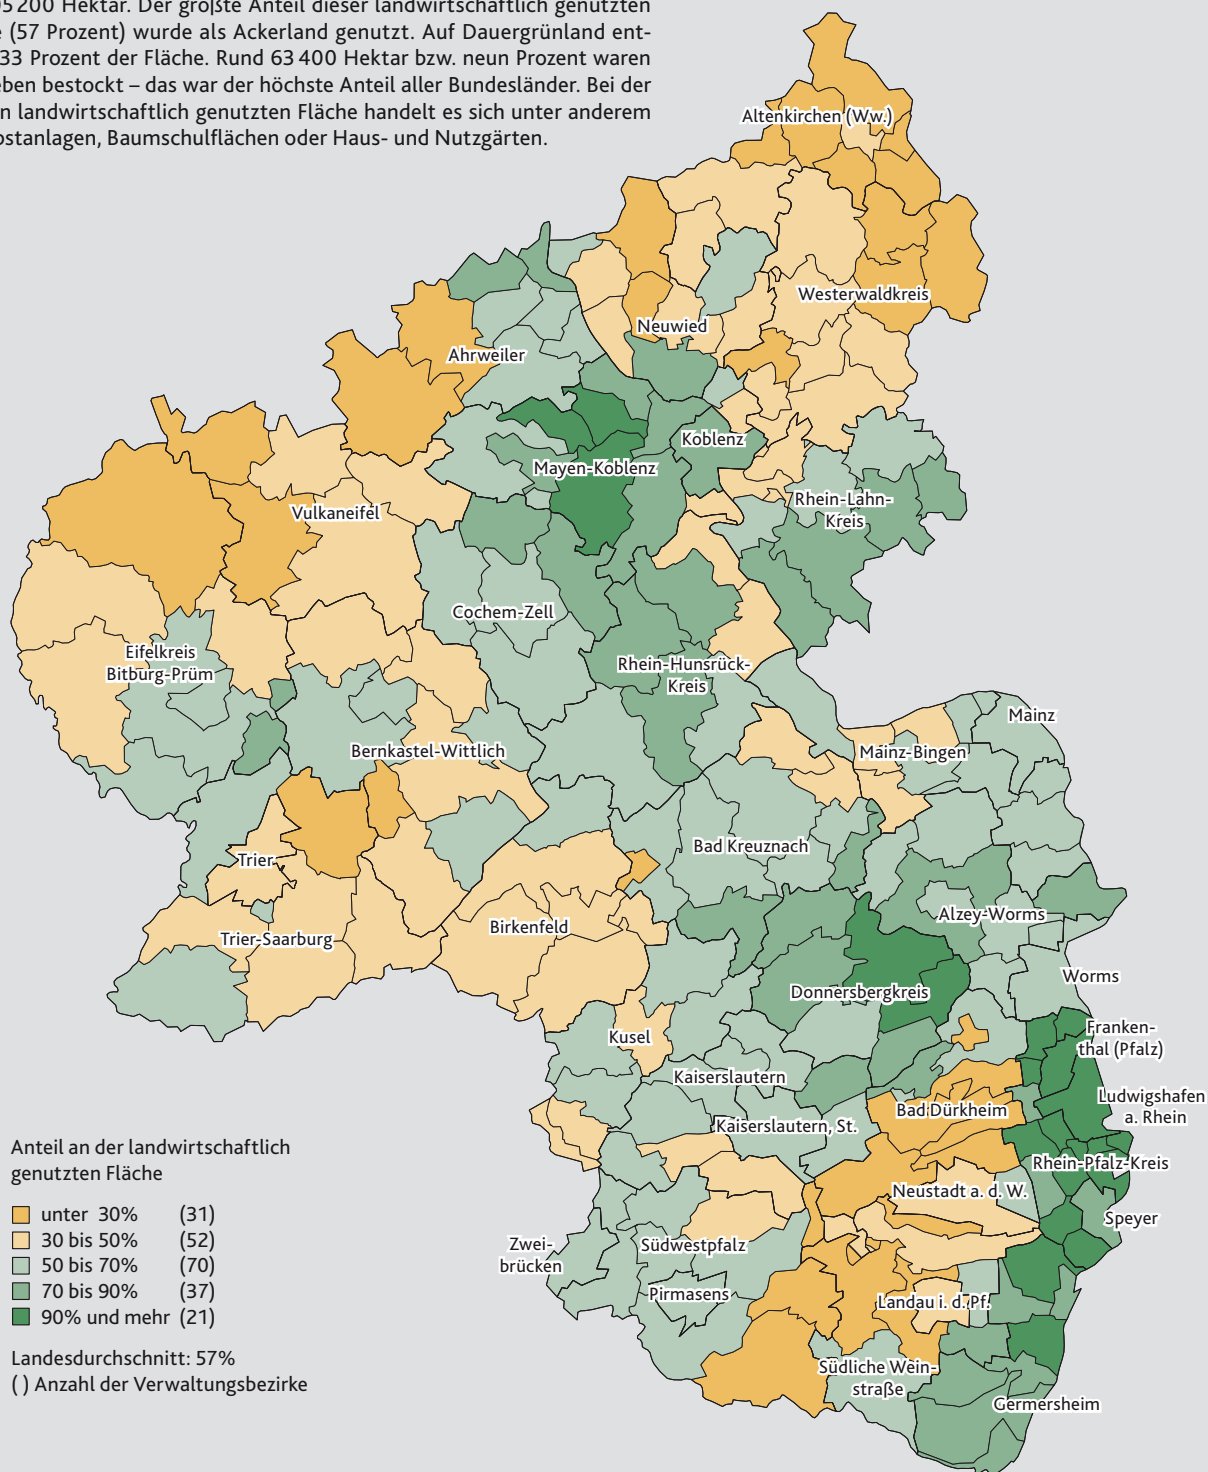 5 200 Hektar. Der größte Anteil dieser landwirtschaftlich genutzten
(57 Prozent) wurde als Ackerland genutzt. Auf Dauergrünland ent-
33 Prozent der Fläche. Rund 63 400 Hektar bzw. neun Prozent waren
eben bestockt – das war der höchste Anteil aller Bundesländer. Bei der
n landwirtschaftlich genutzten Fläche handelt es sich unter anderem
ostanlagen, Baumschulflächen oder Haus- und Nutzgärten.
Altenkirchen (Ww.)
Westerwaldkreis
Neuwied
Ahrweiler
Koblenz
Mayen-Koblenz
Rhein-Lahn-
Kreis
Vulkaneifel
Cochem-Zell
Eifelkreis
Bitburg-Prüm
Rhein-Hunsrück-
Kreis
Mainz
Bernkastel-Wittlich
Mainz-Bingen
Bad Kreuznach
Trier
Alzey-Worms
Birkenfeld
Trier-Saarburg
Worms
Donnersbergkreis
Franken-
thal (Pfalz)
Kusel
Kaiserslautern
Ludwigshafen
a. Rhein
Bad Dürkheim
Kaiserslautern, St.
Rhein-Pfalz-Kreis
Neustadt a. d. W.
Speyer
Zwei-
brücken
Südwestpfalz
Pirmasens
Landau i. d. Pf.
Südliche Wein-
straße
Germersheim
Anteil an der landwirtschaftlich
genutzten Fläche
unter 30% (31)
30 bis 50% (52)
50 bis 70% (70)
70 bis 90% (37)
90% und mehr (21)
Landesdurchschnitt: 57%
( ) Anzahl der Verwaltungsbezirke